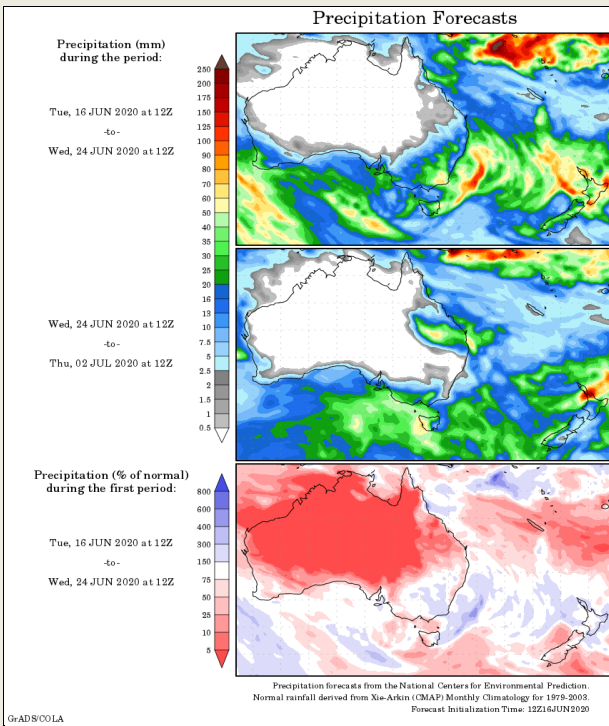 Precipitation Forecasts
Precipitation (mm)
during the period:
Tue, 16 JUN 2020 at 12Z
-to-
Wed, 24 JUN 2020 at 12Z
250
200
175
150
125
100
90
80
70
60
50
40
35
30
25
20
16
13
10
7.5
5
2.5
2
1.5
1
0.5
Wed, 24 JUN 2020 at 12Z
-to-
Thu, 02 JUL 2020 at 12Z
Precipitation (% of normal)
during the first period:
Tue, 16 JUN 2020 at 12Z
-to-
Wed, 24 JUN 2020 at 12Z
800
600
400
300
150
75
50
25
10
5
Precipitation forecasts from the National Centers for Environmental Prediction.
Normal rainfall derived from Xie-Arkin (CMAP) Monthly Climatology for 1979-2003.
Forecast Initialization Time: 12Z16JUN2020
GrADS/COLA